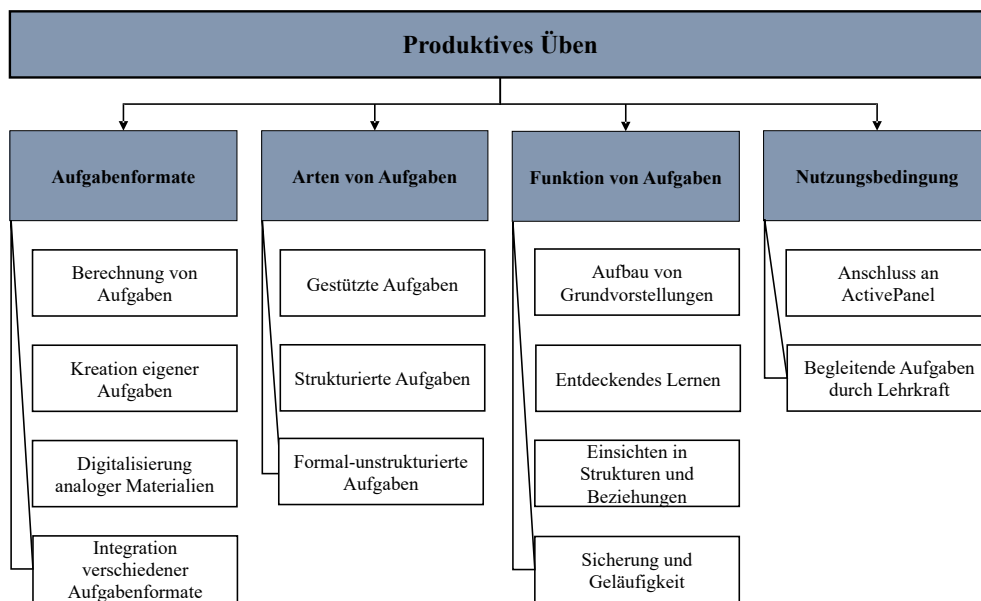 Produktives Üben
Aufgabenformate
Arten von Aufgaben
Funktion von Aufgaben
Nutzungsbedingung
Berechnung von
Aufgaben
Kreation eigener
Aufgaben
Digitalisierung
analoger Materialien
Integration
verschiedener
Aufgabenformate
Gestützte Aufgaben
Strukturierte Aufgaben
Formal-unstrukturierte
Aufgaben
Aufbau von
Grundvorstellungen
Entdeckendes Lernen
Einsichten in
Strukturen und
Beziehungen
Sicherung und
Geläufigkeit
Anschluss an
ActivePanel
Begleitende Aufgaben
durch Lehrkraft